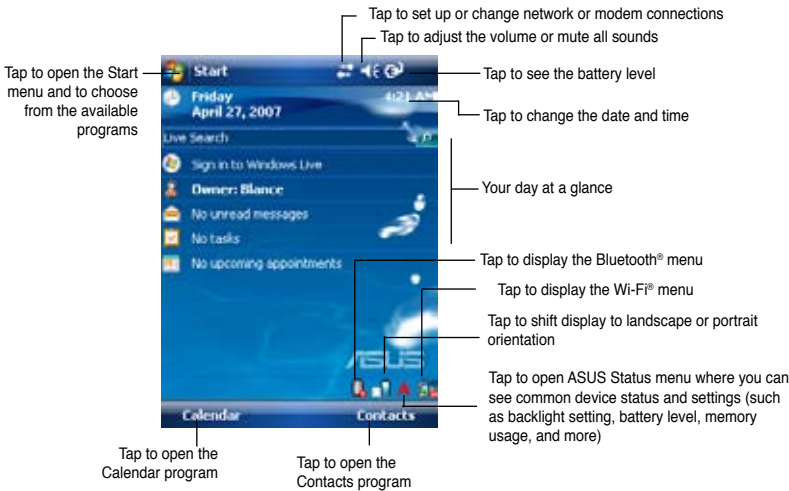 Tap to set up or change network or modem connections
Tap to adjust the volume or mute all sounds
Tap to open the Start
menu and to choose
from the available
programs
Start
Tap to see the battery level
Friday
April 27, 2007
4:21 AM
Tap to change the date and time
Live Search
Sign in to Windows Live
Owner: Blance
No unread messages
No tasks
No upcoming appointments
Your day at a glance
Tap to display the Bluetooth® menu
Tap to display the Wi-Fi® menu
Tap to shift display to landscape or portrait
orientation
ASUS
Tap to open ASUS Status menu where you can
see common device status and settings (such
as backlight setting, battery level, memory
usage, and more)
Calendar
Contacts
Tap to open the
Calendar program
Tap to open the
Contacts program